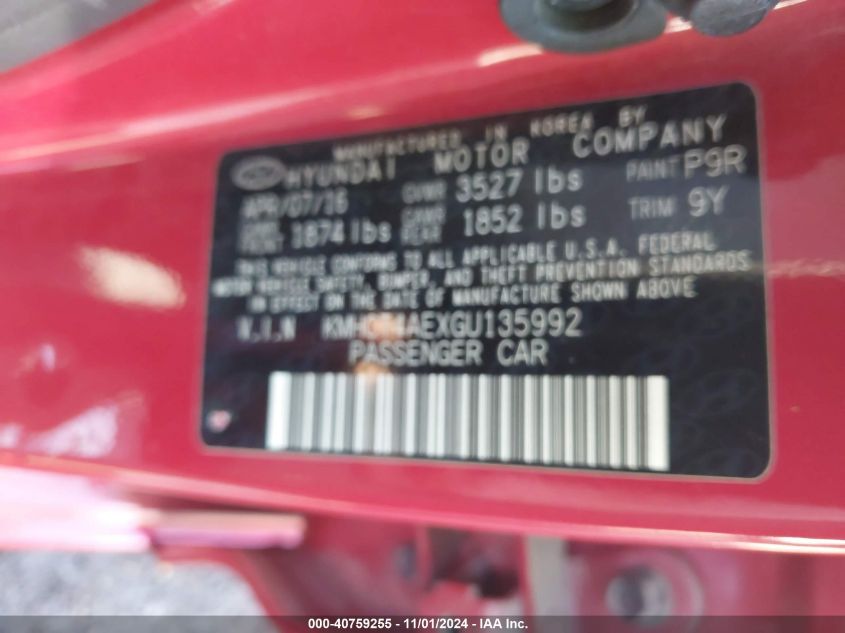 MANUFACTURED IN KOREA BY
HYUNDAI MOTOR COMPANY
APR/07/16 GVWR 3527 lbs PAINT P9R
GAWR FRONT 1874 lbs GAWR REAR 1852 lbs TRIM 9Y
THIS VEHICLE CONFORMS TO ALL APPLICABLE U.S.A. FEDERAL
MOTOR VEHICLE SAFETY, BUMPER, AND THEFT PREVENTION STANDARDS
IN EFFECT ON THE DATE OF MANUFACTURE SHOWN ABOVE
V.I.N
PASSENGER CAR
000-40759255 - 11/01/2024 - IAA Inc.